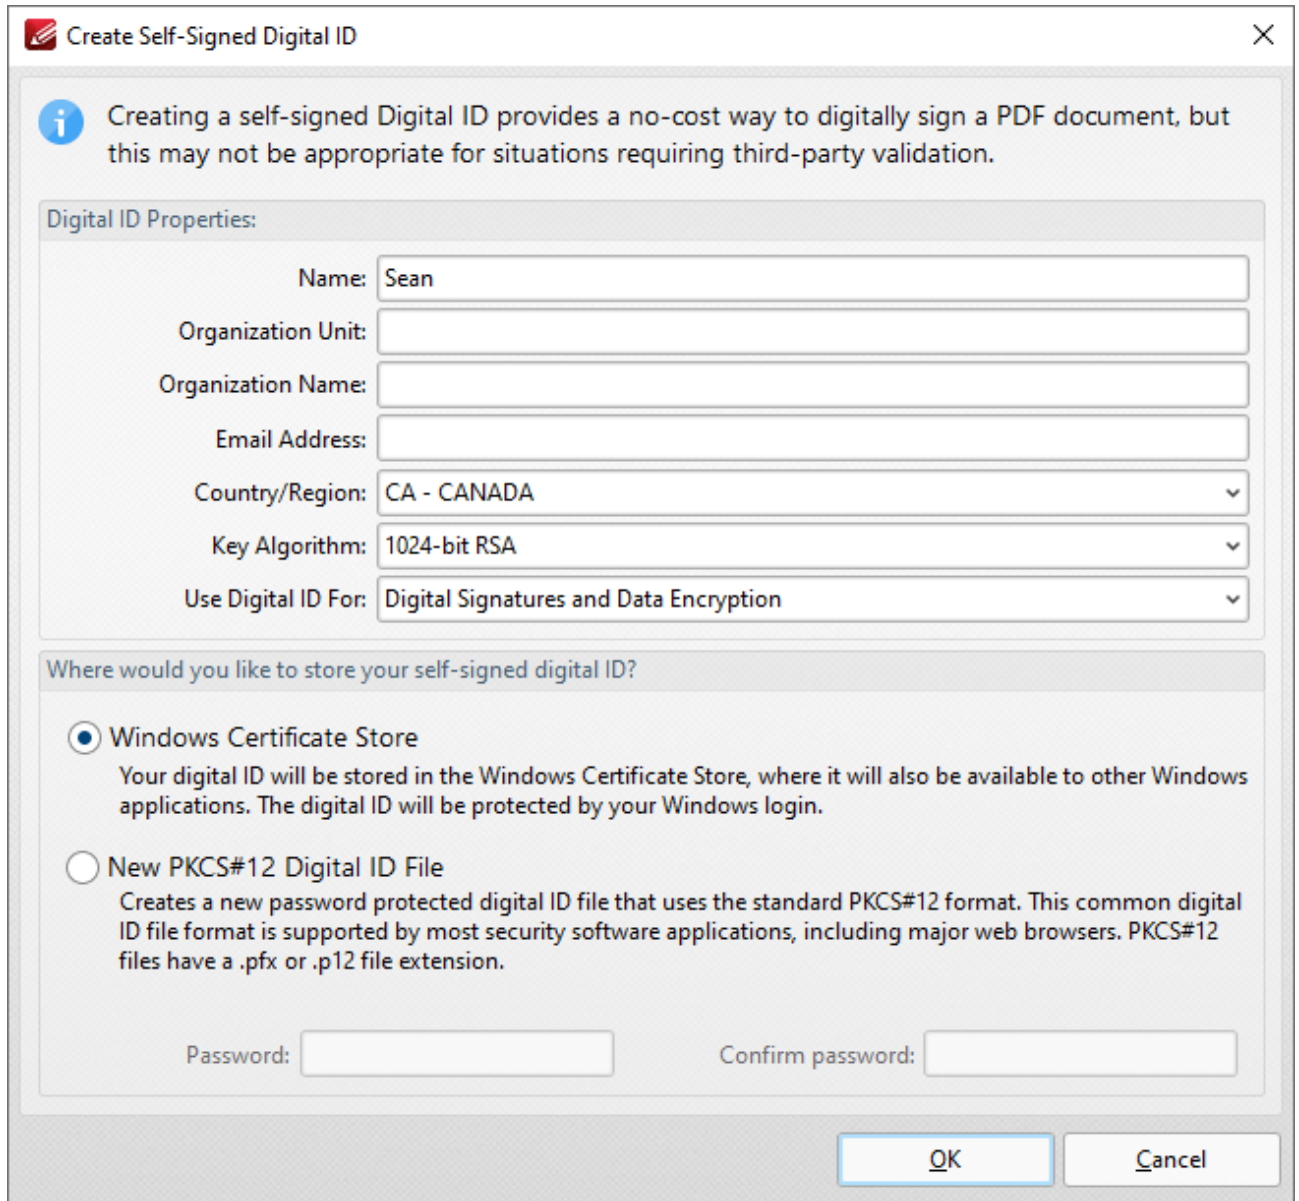 Create Self-Signed Digital ID
Creating a self-signed Digital ID provides a no-cost way to digitally sign a PDF document, but
this may not be appropriate for situations requiring third-party validation.
Digital ID Properties:
Name: Sean
Organization Unit:
Organization Name:
Email Address:
Country/Region: CA - CANADA
Key Algorithm: 1024-bit RSA
Use Digital ID For: Digital Signatures and Data Encryption
Where would you like to store your self-signed digital ID?
Windows Certificate Store
Your digital ID will be stored in the Windows Certificate Store, where it will also be available to other Windows
applications. The digital ID will be protected by your Windows login.
New PKCS#12 Digital ID File
Creates a new password protected digital ID file that uses the standard PKCS#12 format. This common digital
ID file format is supported by most security software applications, including major web browsers. PKCS#12
files have a .pfx or .p12 file extension.
Password: Confirm password:
OK Cancel